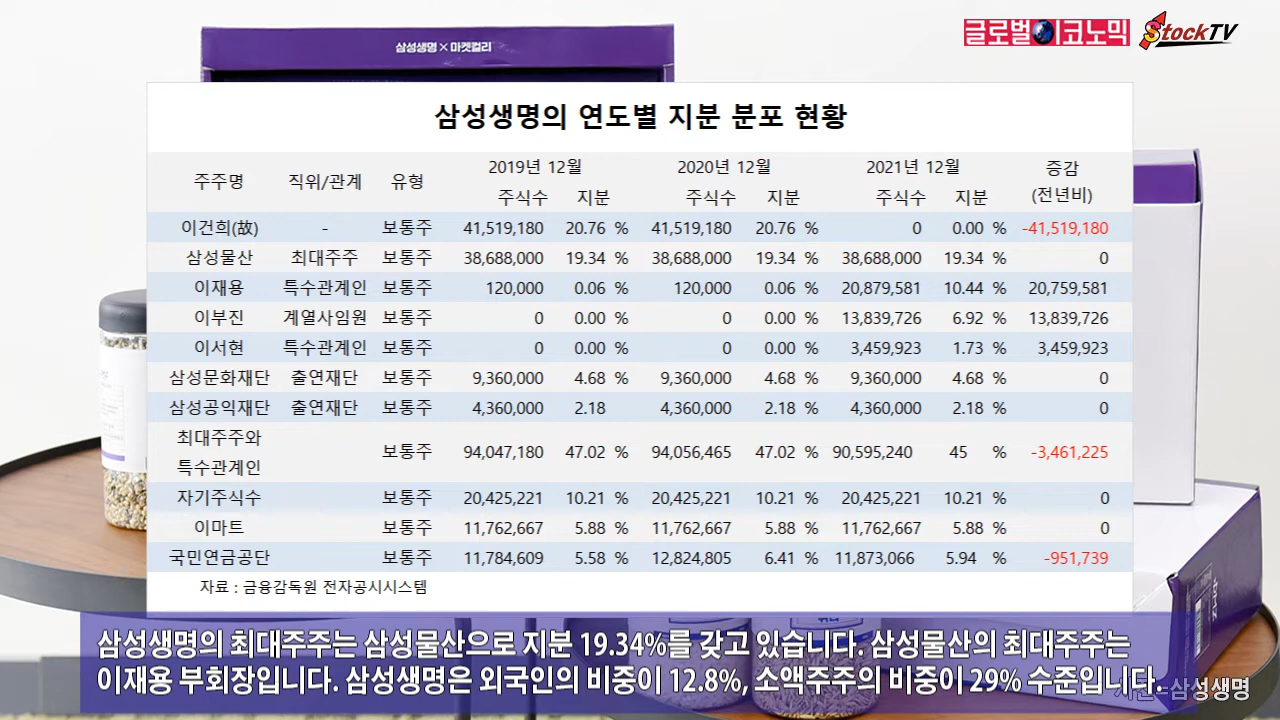 글로벌이코노믹 StockTV
삼성생명×마켓컬리
삼성생명의 연도별 지분 분포 현황
주주명 직위/관계 유형 2019년 12월 2020년 12월 2021년 12월 증감 (전년비)
주식수 지분 주식수 지분 주식수 지분
이건희(故) - 보통주 41,519,180 20.76 % 41,519,180 20.76 % 0 0.00 % -41,519,180
삼성물산 최대주주 보통주 38,688,000 19.34 % 38,688,000 19.34 % 38,688,000 19.34 % 0
이재용 특수관계인 보통주 120,000 0.06 % 120,000 0.06 % 20,879,581 10.44 % 20,759,581
이부진 계열사임원 보통주 0 0.00 % 0 0.00 % 13,839,726 6.92 % 13,839,726
이서현 특수관계인 보통주 0 0.00 % 0 0.00 % 3,459,923 1.73 % 3,459,923
삼성문화재단 출연재단 보통주 9,360,000 4.68 % 9,360,000 4.68 % 9,360,000 4.68 % 0
삼성공익재단 출연재단 보통주 4,360,000 2.18 4,360,000 2.18 % 4,360,000 2.18 % 0
최대주주와 특수관계인 보통주 94,047,180 47.02 % 94,056,465 47.02 % 90,595,240 45 % -3,461,225
자기주식수 보통주 20,425,221 10.21 % 20,425,221 10.21 % 20,425,221 10.21 % 0
이마트 보통주 11,762,667 5.88 % 11,762,667 5.88 % 11,762,667 5.88 % 0
국민연금공단 보통주 11,784,609 5.58 % 12,824,805 6.41 % 11,873,066 5.94 % -951,739
자료 : 금융감독원 전자공시시스템
삼성생명의 최대주주는 삼성물산으로 지분 19.34%를 갖고 있습니다. 삼성물산의 최대주주는
이재용 부회장입니다. 삼성생명은 외국인의 비중이 12.8%, 소액주주의 비중이 29% 수준입니다.
사진=삼성생명